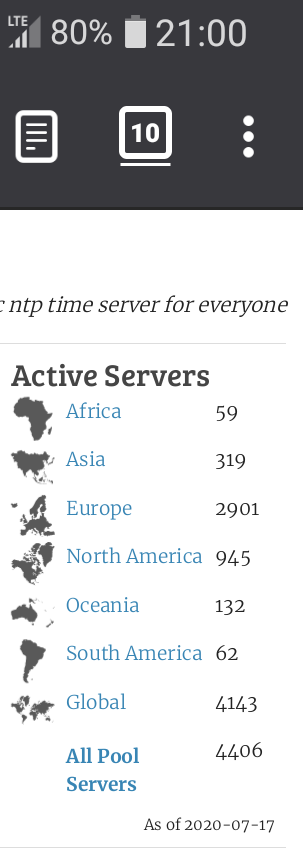 LTE 80% 21:00
10
ntp time server for everyone
Active Servers
Africa 59
Asia 319
Europe 2901
North America 945
Oceania 132
South America 62
Global 4143
All Pool 4406
Servers
As of 2020-07-17